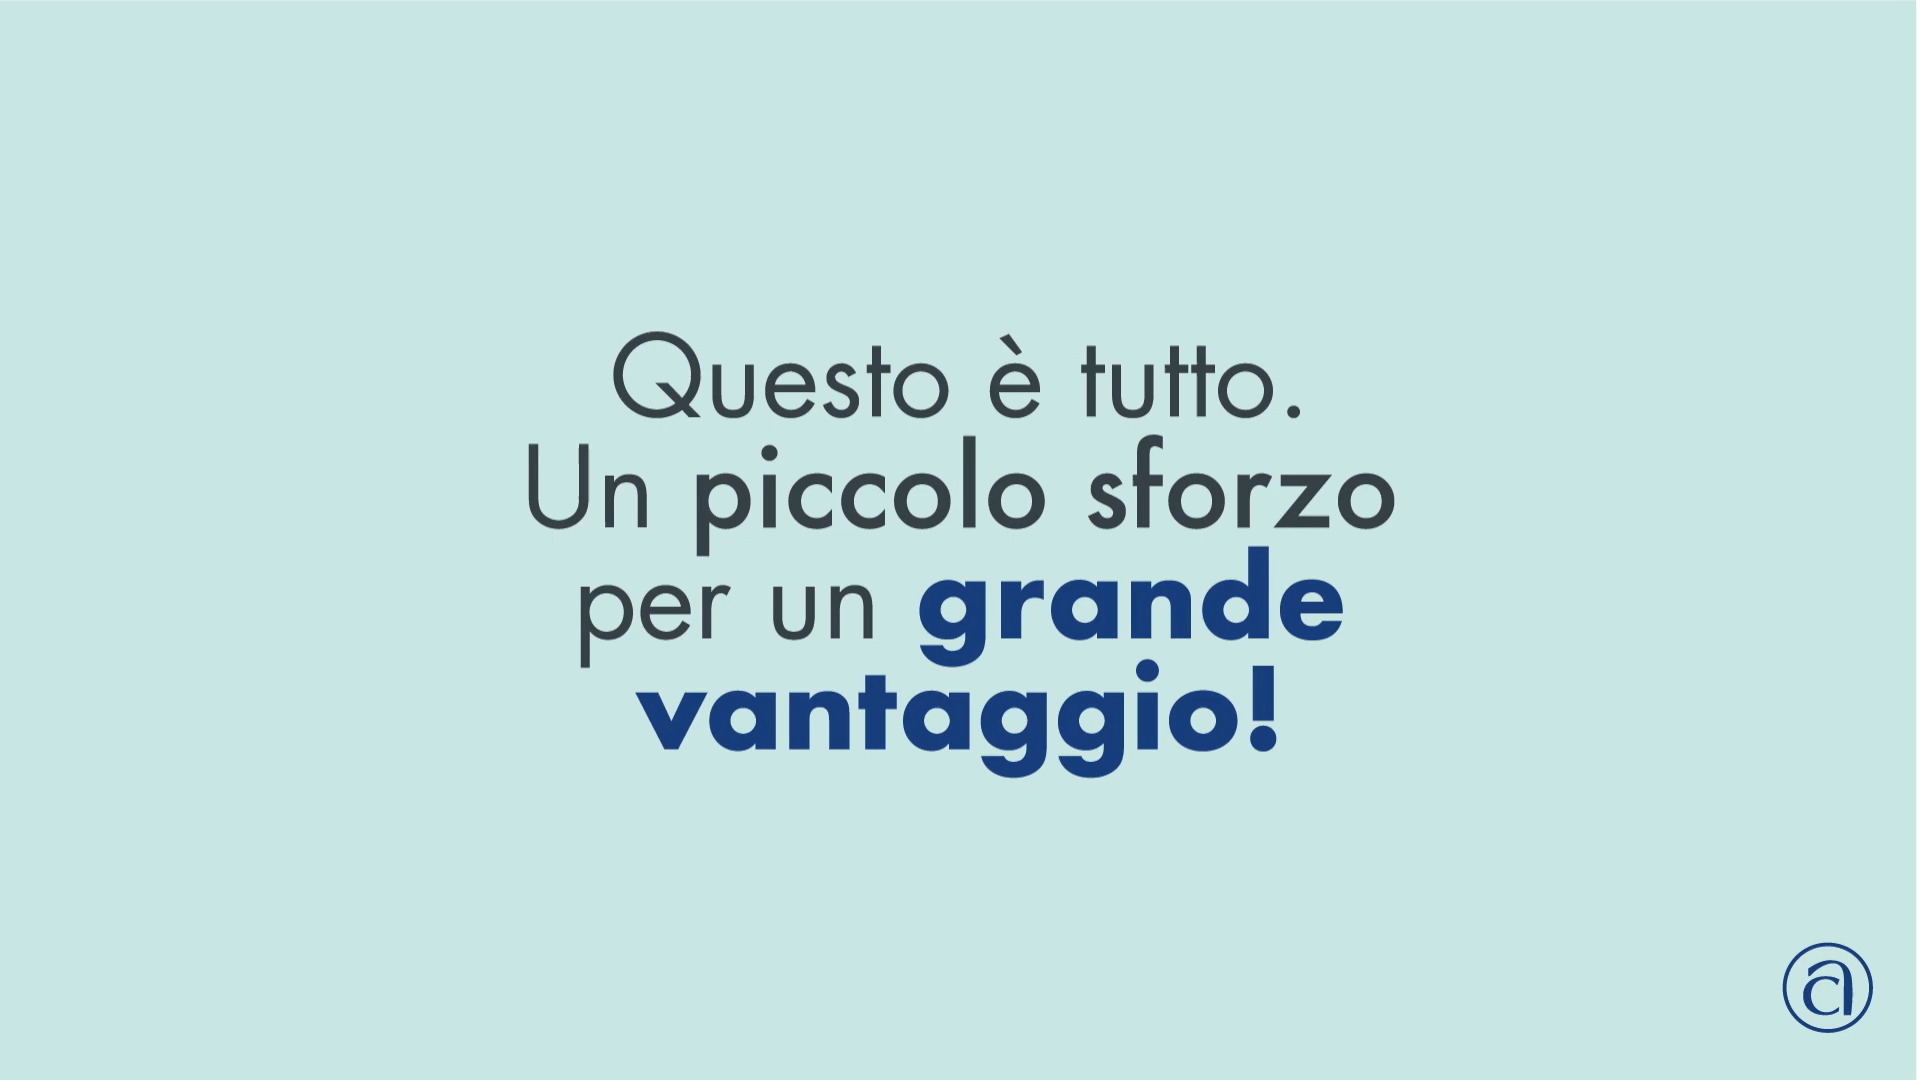 Questo è tutto.
Un piccolo sforzo
per un grande
vantaggio!